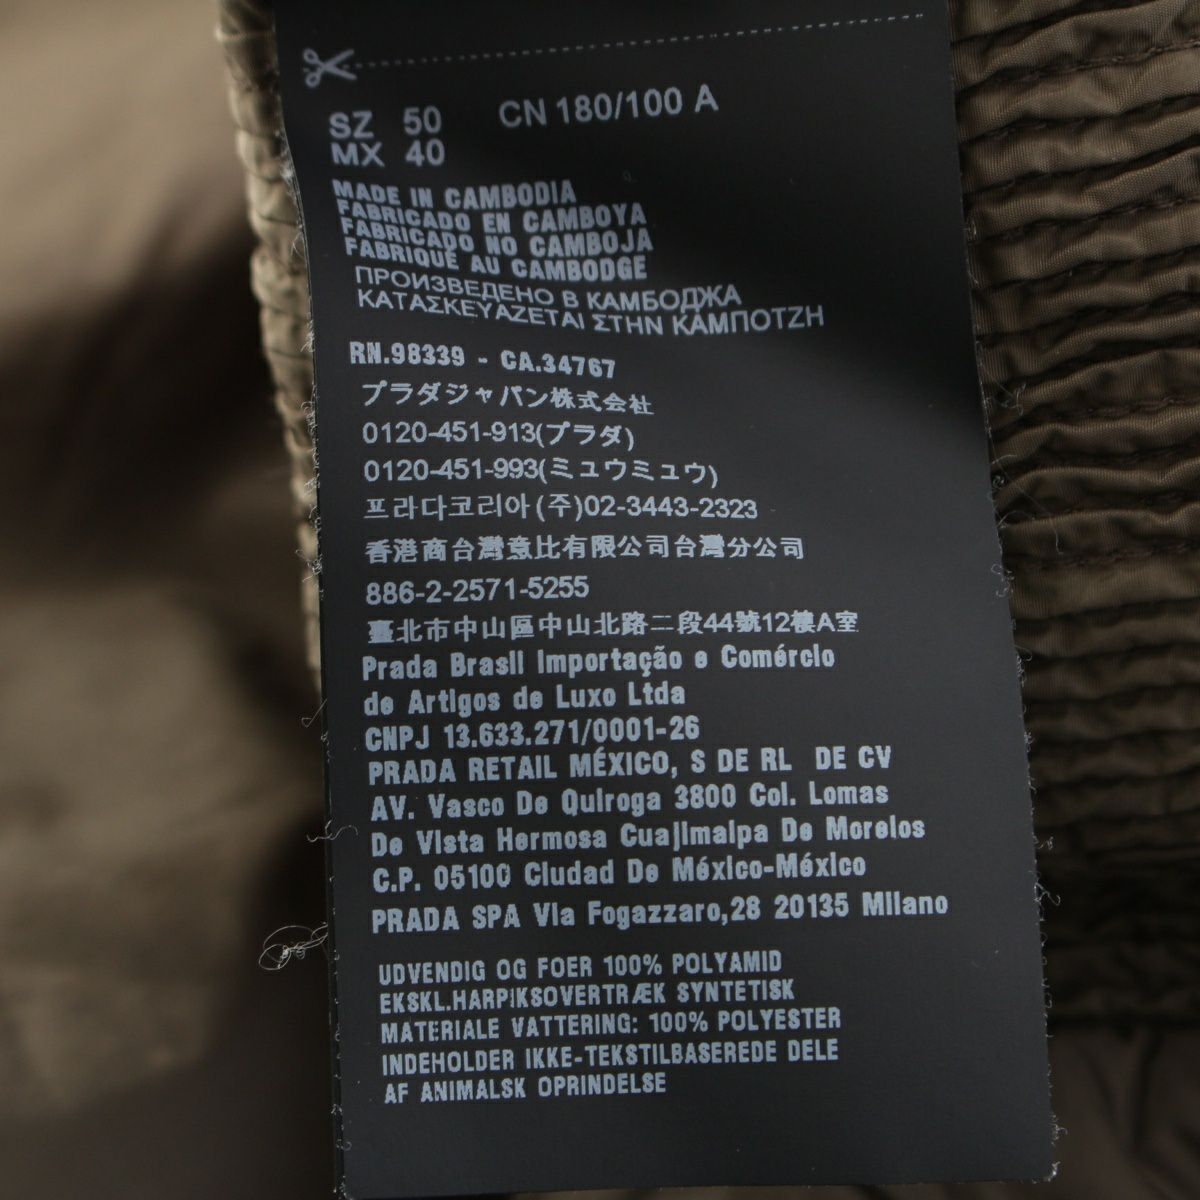 SZ 50 CN 180/100 A
MX 40
MADE IN CAMBODIA
FABRICADO EN CAMBOYA
FABRICADO NO CAMBOJA
FABRIQUÉ AU CAMBODGE
ПРОИЗВЕДЕНО В КАМБОДЖА
ΚΑΤΑΣΚΕΥΑΖΕΤΑΙ ΣΤΗΝ ΚΑΜΠΟΤΖΗ
RN.98339 - CA.34767
プラダジャパン株式会社
0120-451-913(プラダ)
0120-451-993(ミュウミュウ)
프라다코리아(주)02-3443-2323
香港商台灣意比有限公司台灣分公司
886-2-2571-5255
臺北市中山區中山北路二段44號12樓A室
Prada Brasil Importação e Comércio
de Artigos de Luxo Ltda
CNPJ 13.633.271/0001-26
PRADA RETAIL MÉXICO, S DE RL DE CV
AV. Vasco De Quiroga 3800 Col. Lomas
De Vista Hermosa Cuajimalpa De Morelos
C.P. 05100 Ciudad De México-México
PRADA SPA Via Fogazzaro,28 20135 Milano
UDVENDIG OG FOER 100% POLYAMID
EKSKL.HARPIKSOVERTRÆK SYNTETISK
MATERIALE VATTERING: 100% POLYESTER
INDEHOLDER IKKE-TEKSTILBASEREDE DELE
AF ANIMALSK OPRINDELSE